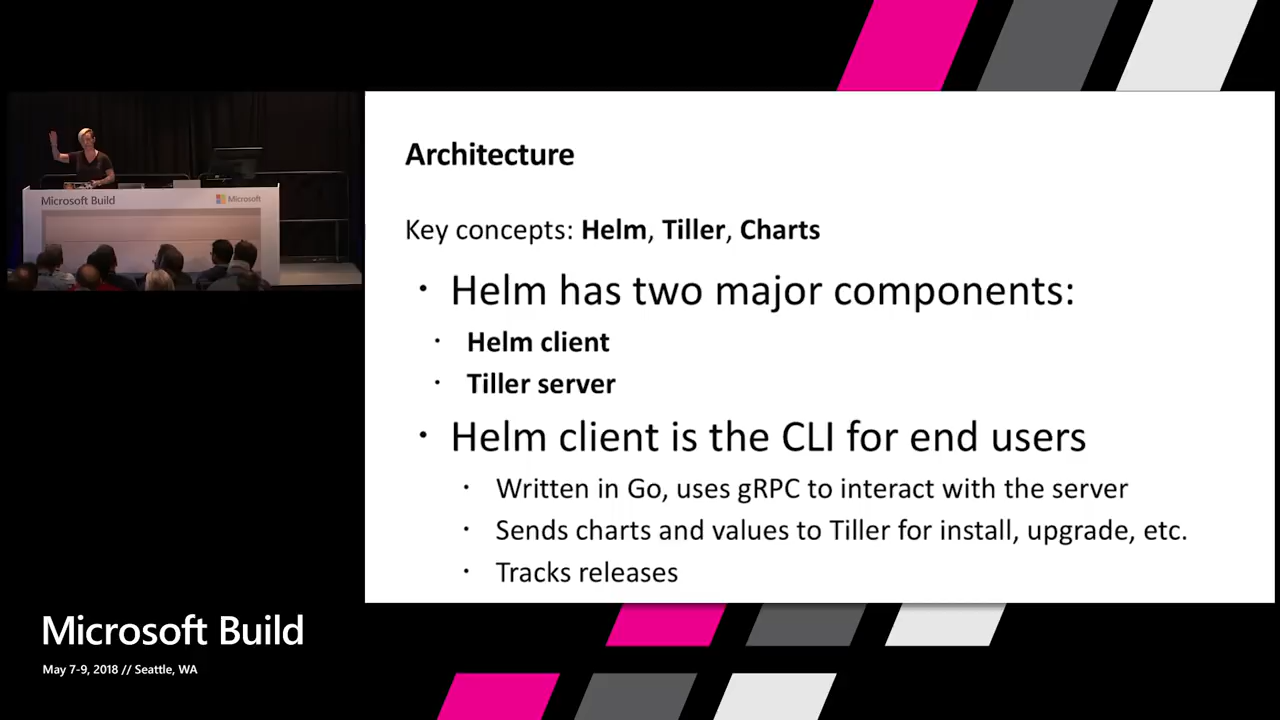 Microsoft Build
Microsoft
Architecture
Key concepts: Helm, Tiller, Charts
· Helm has two major components:
· Helm client
· Tiller server
· Helm client is the CLI for end users
· Written in Go, uses gRPC to interact with the server
· Sends charts and values to Tiller for install, upgrade, etc.
· Tracks releases
Microsoft Build
May 7-9, 2018 // Seattle, WA